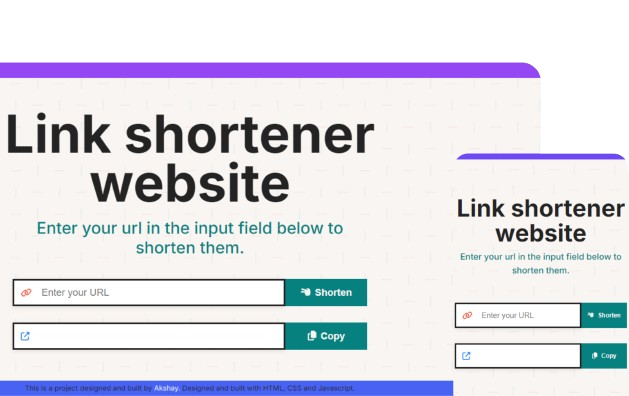 Link shortener
website
Enter your url in the input field below to
shorten them.
Enter your URL
Shorten
Copy
This is a project designed and built by Akshay. Designed and built with HTML, CSS and Javascript.
Link shortener
website
Enter your url in the input field below to
shorten them.
Enter your URL
Shorten
Copy